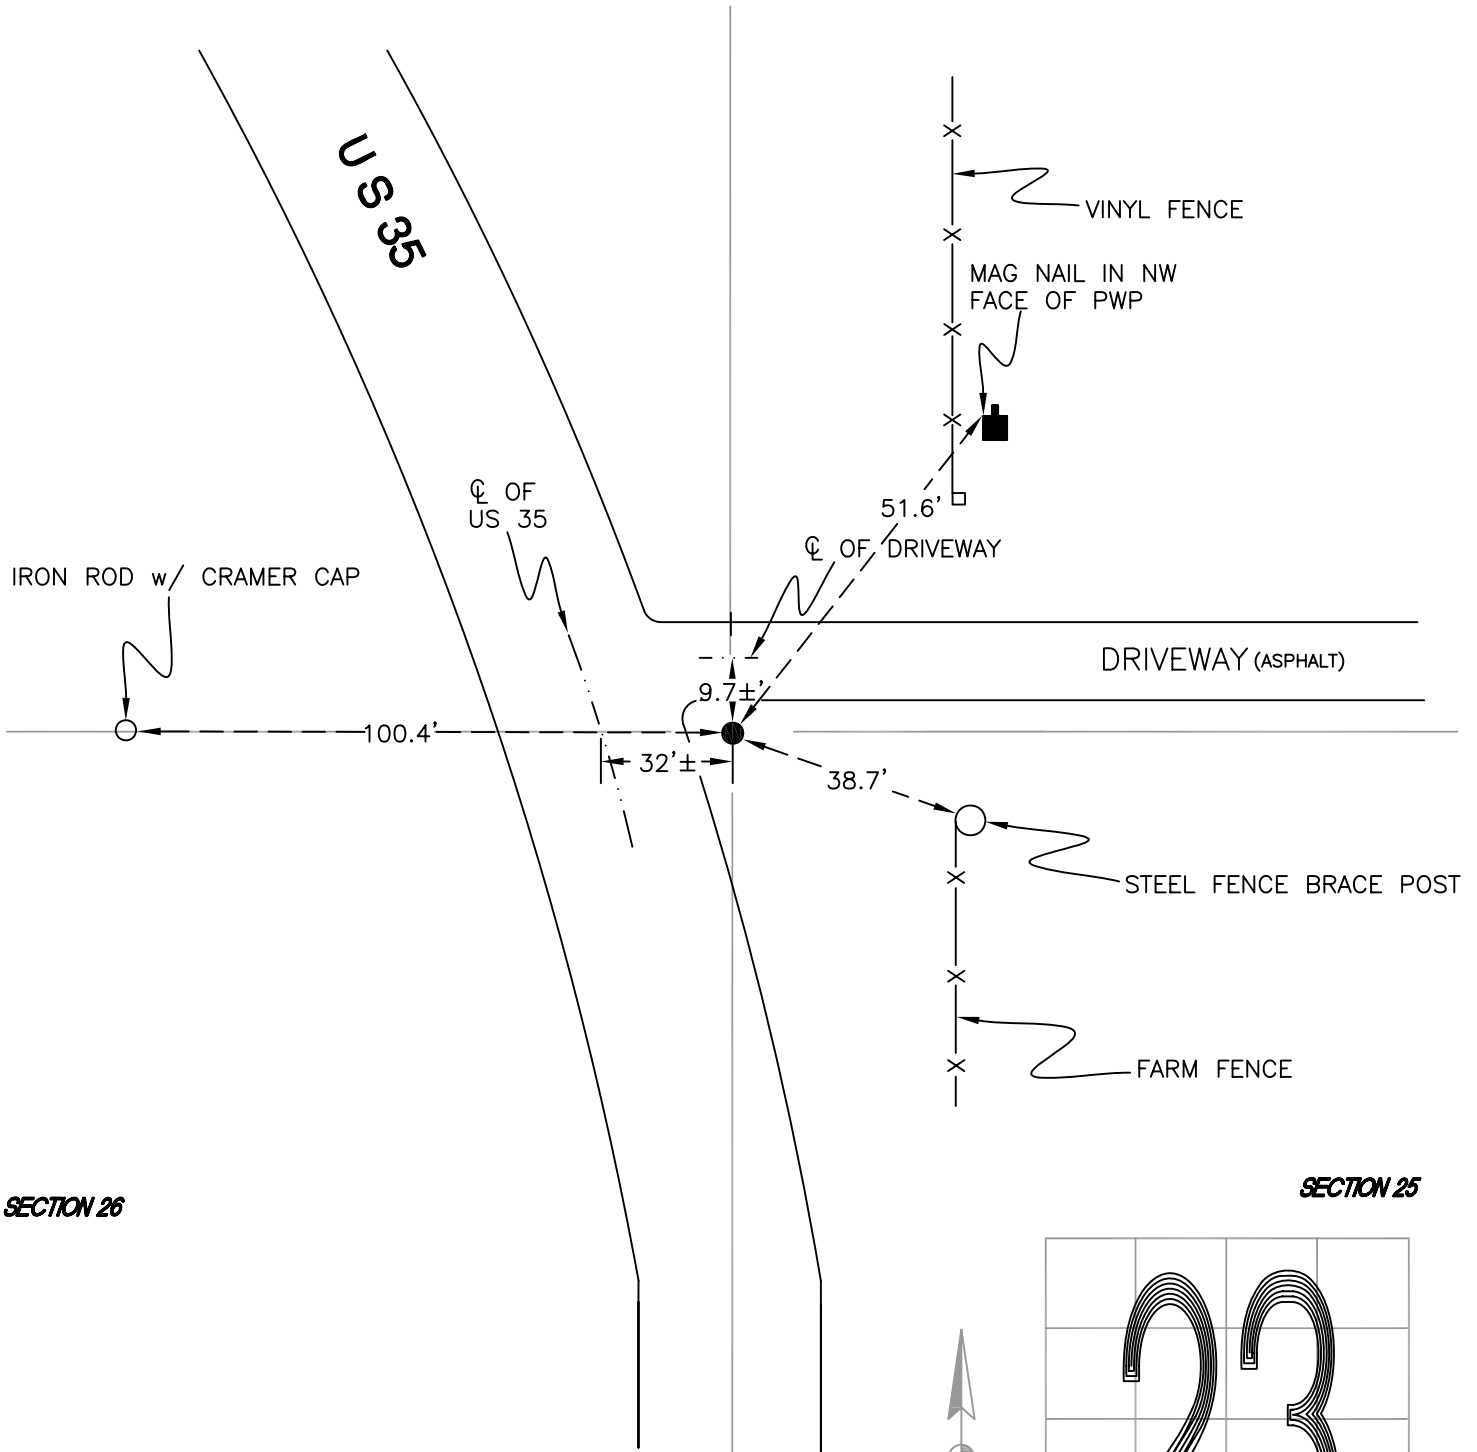 US 35
VINYL FENCE
MAG NAIL IN NW
FACE OF PWP
℄ OF
US 35
51.6'
℄ OF DRIVEWAY
IRON ROD w/ CRAMER CAP
DRIVEWAY (ASPHALT)
9.7±'
100.4'
32'±
38.7'
STEEL FENCE BRACE POST
FARM FENCE
SECTION 26
SECTION 25
23